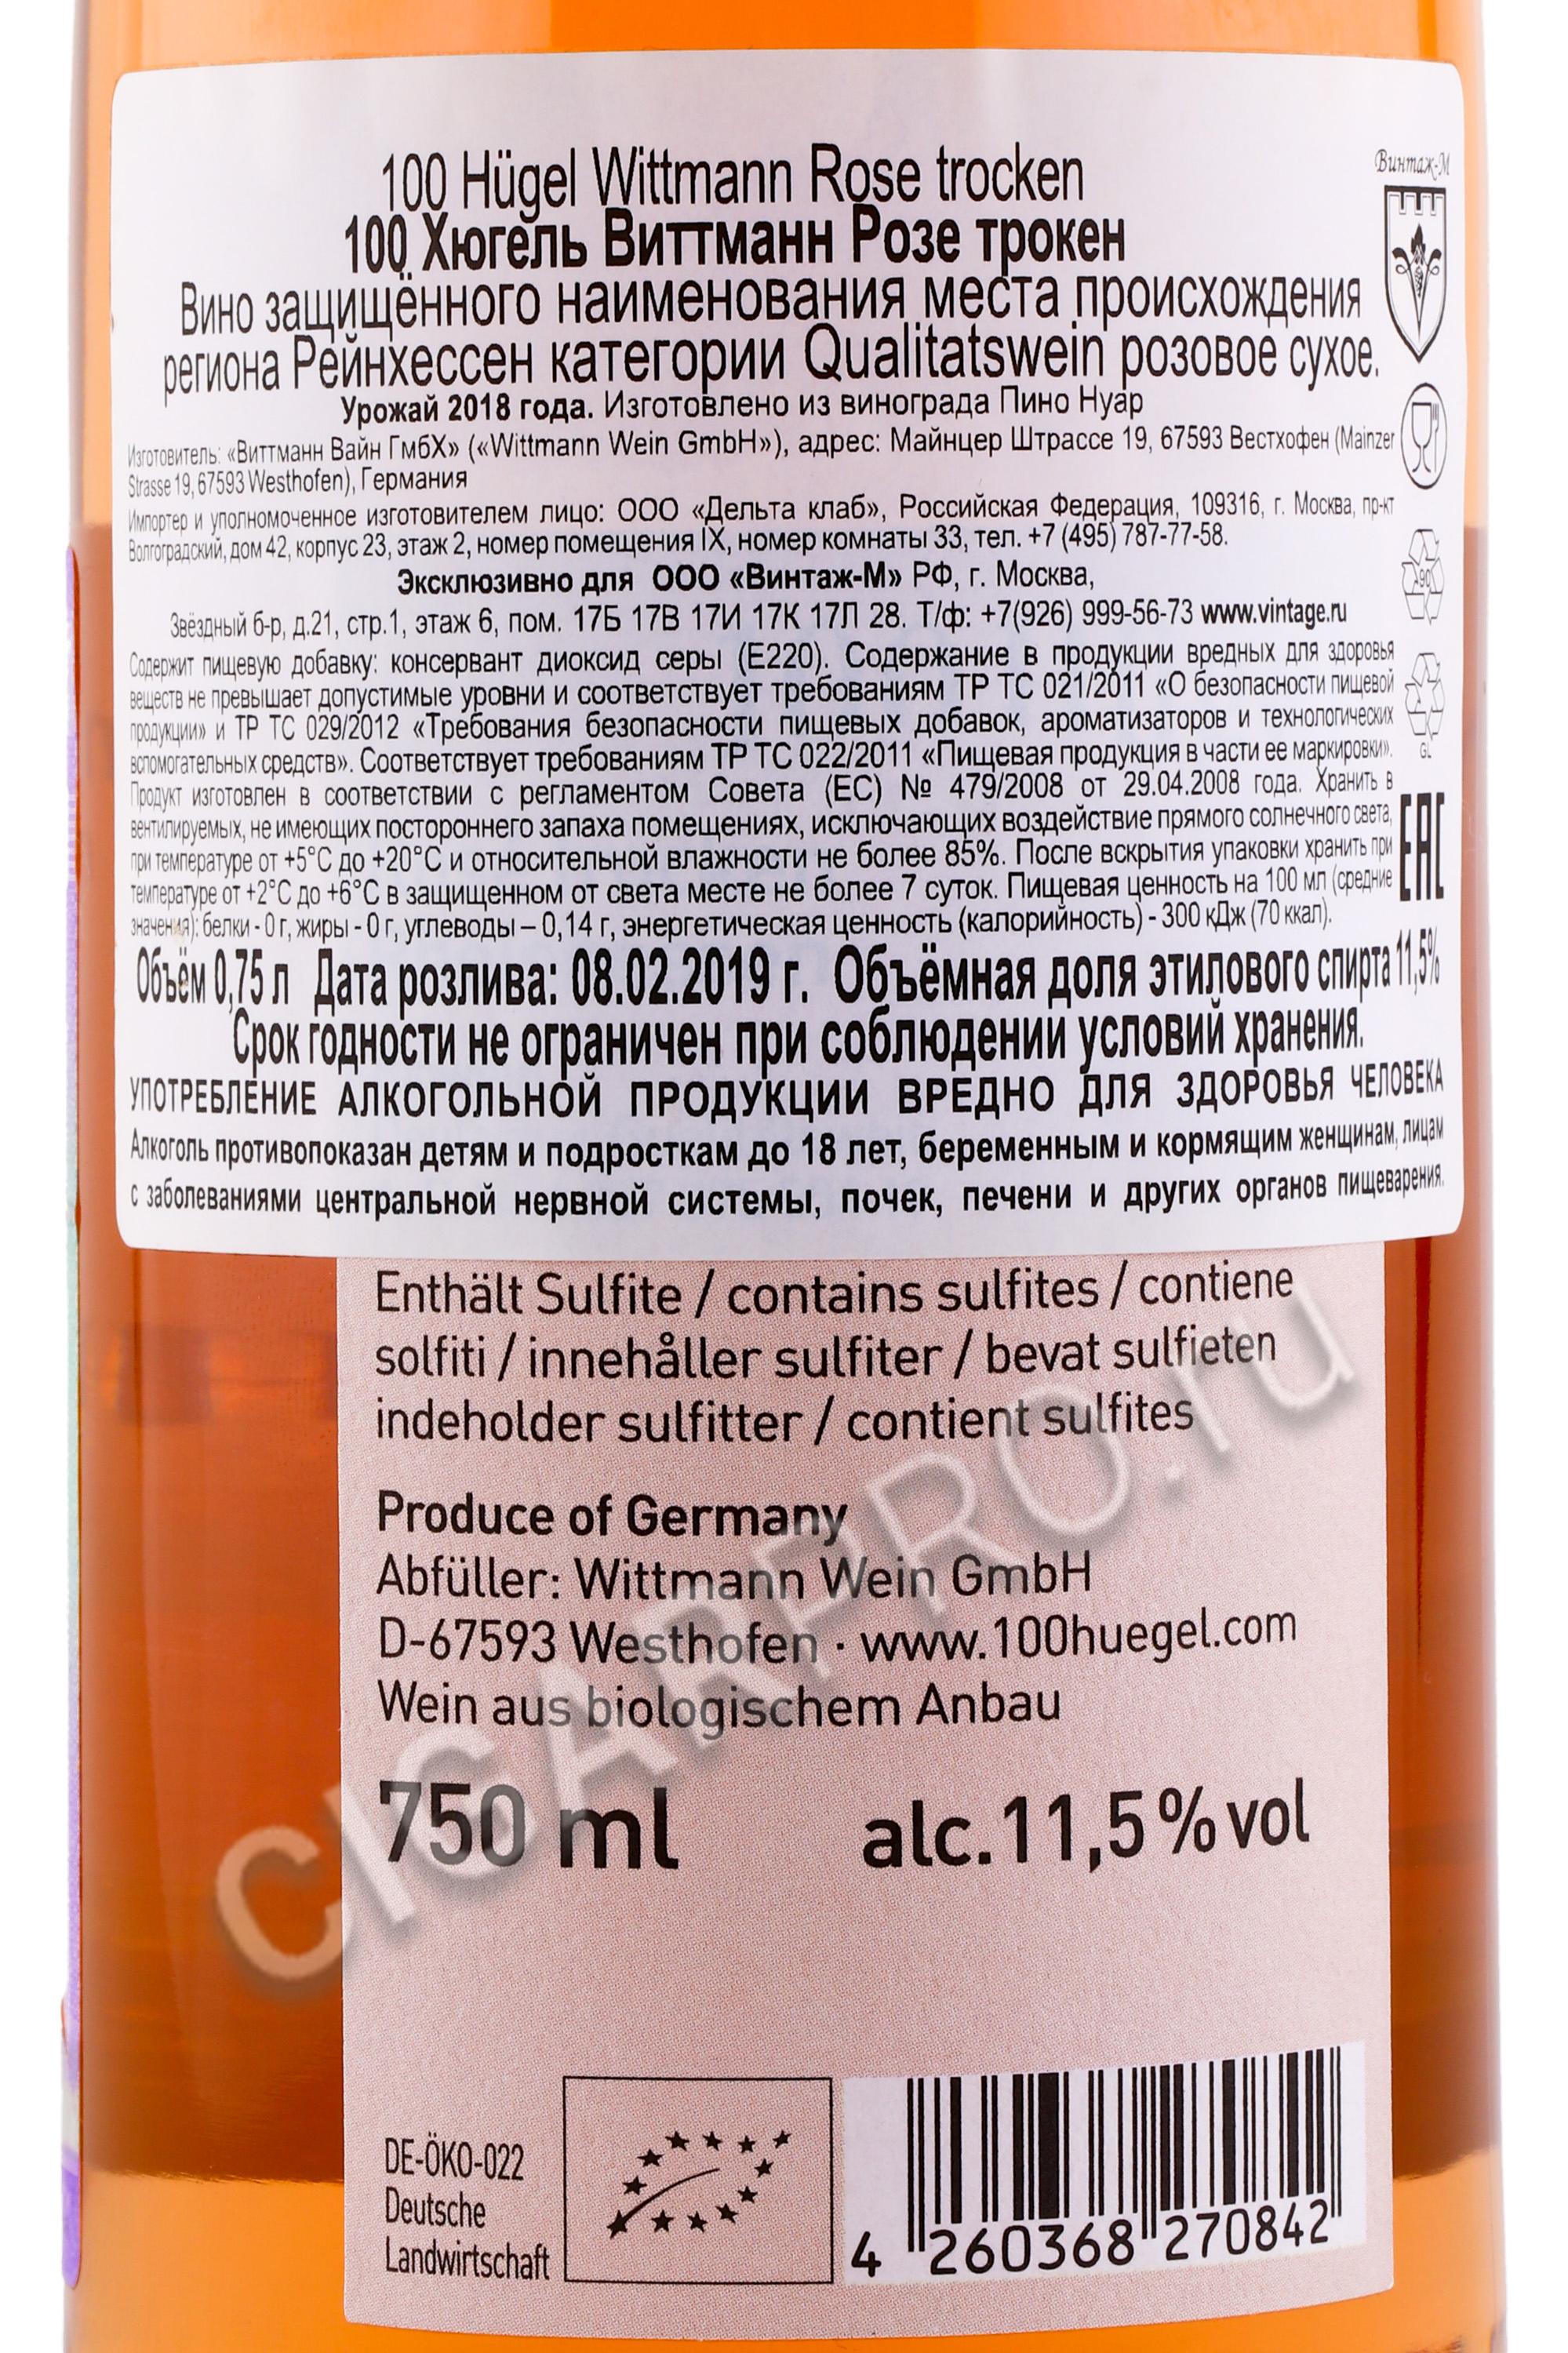 100 Hügel Wittmann Rose trocken
Винтаж-М
100 Хюгель Виттманн Розе трокен
Вино защищённого наименования места происхождения
региона Рейнхессен категории Qualitatswein розовое сухое.
Урожай 2018 года. Изготовлено из винограда Пино Нуар
Изготовитель: «Виттманн Вайн ГмбХ» («Wittmann Wein GmbH»), адрес: Майнцер Штрассе 19, 67593 Вестхофен (Mainzer
Strasse 19, 67593 Westhofen), Германия
Импортер и уполномоченное изготовителем лицо: ООО «Дельта клаб», Российская Федерация, 109316, г. Москва, пр-кт
Волгоградский, дом 42, корпус 23, этаж 2, номер помещения IX, номер комнаты 33, тел. +7 (495) 787-77-58.
Эксклюзивно для ООО «Винтаж-М» РФ, г. Москва,
Звёздный б-р, д.21, стр.1, этаж 6, пом. 17Б 17В 17И 17К 17Л 28. Т/ф: +7(926) 999-56-73 www.vintage.ru
Содержит пищевую добавку: консервант диоксид серы (Е220). Содержание в продукции вредных для здоровья
веществ не превышает допустимые уровни и соответствует требованиям ТР ТС 021/2011 «О безопасности пищевой
продукции» и ТР ТС 029/2012 «Требования безопасности пищевых добавок, ароматизаторов и технологических
вспомогательных средств». Соответствует требованиям ТР ТС 022/2011 «Пищевая продукция в части ее маркировки».
Продукт изготовлен в соответствии с регламентом Совета (ЕС) № 479/2008 от 29.04.2008 года. Хранить в
вентилируемых, не имеющих постороннего запаха помещениях, исключающих воздействие прямого солнечного света,
при температуре от +5°С до +20°С и относительной влажности не более 85%. После вскрытия упаковки хранить при
температуре от +2°С до +6°С в защищенном от света месте не более 7 суток. Пищевая ценность на 100 мл (средние
значения): белки - 0 г, жиры - 0 г, углеводы – 0,14 г, энергетическая ценность (калорийность) - 300 кДж (70 ккал).
90
GL
ЕАС
Объём 0,75 л Дата розлива: 08.02.2019 г. Объёмная доля этилового спирта 11,5%
Срок годности не ограничен при соблюдении условий хранения.
УПОТРЕБЛЕНИЕ АЛКОГОЛЬНОЙ ПРОДУКЦИИ ВРЕДНО ДЛЯ ЗДОРОВЬЯ ЧЕЛОВЕКА
Алкоголь противопоказан детям и подросткам до 18 лет, беременным и кормящим женщинам, лицам
с заболеваниями центральной нервной системы, почек, печени и других органов пищеварения.
Enthält Sulfite / contains sulfites / contiene
solfiti / innehåller sulfiter / bevat sulfieten
indeholder sulfitter / contient sulfites
Produce of Germany
Abfüller: Wittmann Wein GmbH
D-67593 Westhofen · www.100huegel.com
Wein aus biologischem Anbau
750 ml alc.11,5%vol
CIGARPRO.ru
DE-ÖKO-022
Deutsche
Landwirtschaft
4 260368 270842